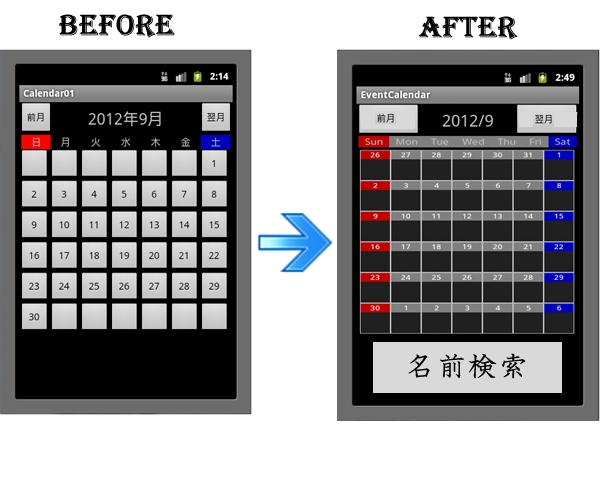 BEFORE
2:14
Calendar01
前月
2012年9月
翌月
日 月 火 水 木 金 土
1
2 3 4 5 6 7 8
9 10 11 12 13 14 15
16 17 18 19 20 21 22
23 24 25 26 27 28 29
30
AFTER
2:49
EventCalendar
前月
2012/9
翌月
Sun Mon Tue Wed Thu Fri Sat
26 27 28 29 30 31 1
2 3 4 5 6 7 8
9 10 11 12 13 14 15
16 17 18 19 20 21 22
23 24 25 26 27 28 29
30 1 2 3 4 5 6
名前検索